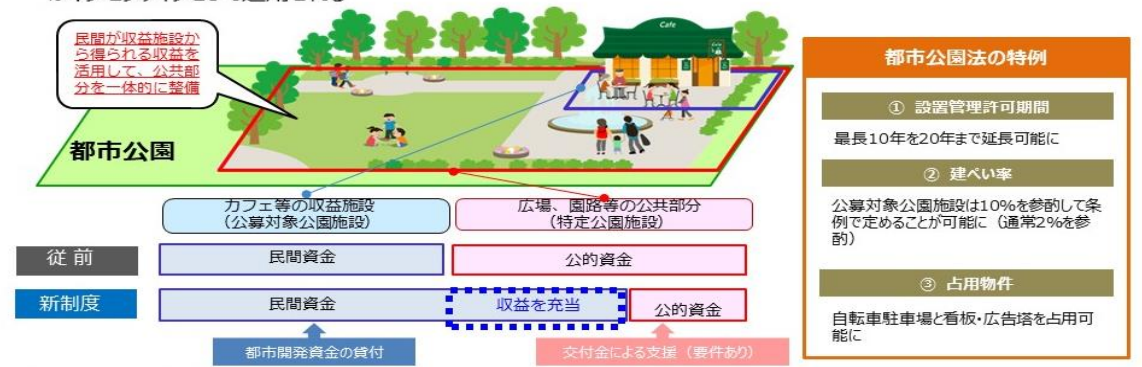 民間が収益施設か
ら得られる収益を
活用して、公共部
分を一体的に整備
Cafe
都市公園
カフェ等の収益施設
(公募対象公園施設)
広場、園路等の公共部分
(特定公園施設)
従 前
民間資金
公的資金
新制度
民間資金
収益を充当
公的資金
都市開発資金の貸付
交付金による支援（要件あり）
都市公園法の特例
① 設置管理許可期間
最長10年を20年まで延長可能に
② 建ぺい率
公募対象公園施設は10%を参酌して条
例で定めることが可能に（通常2%を参
酌）
③ 占用物件
自転車駐車場と看板・広告塔を占用可
能に